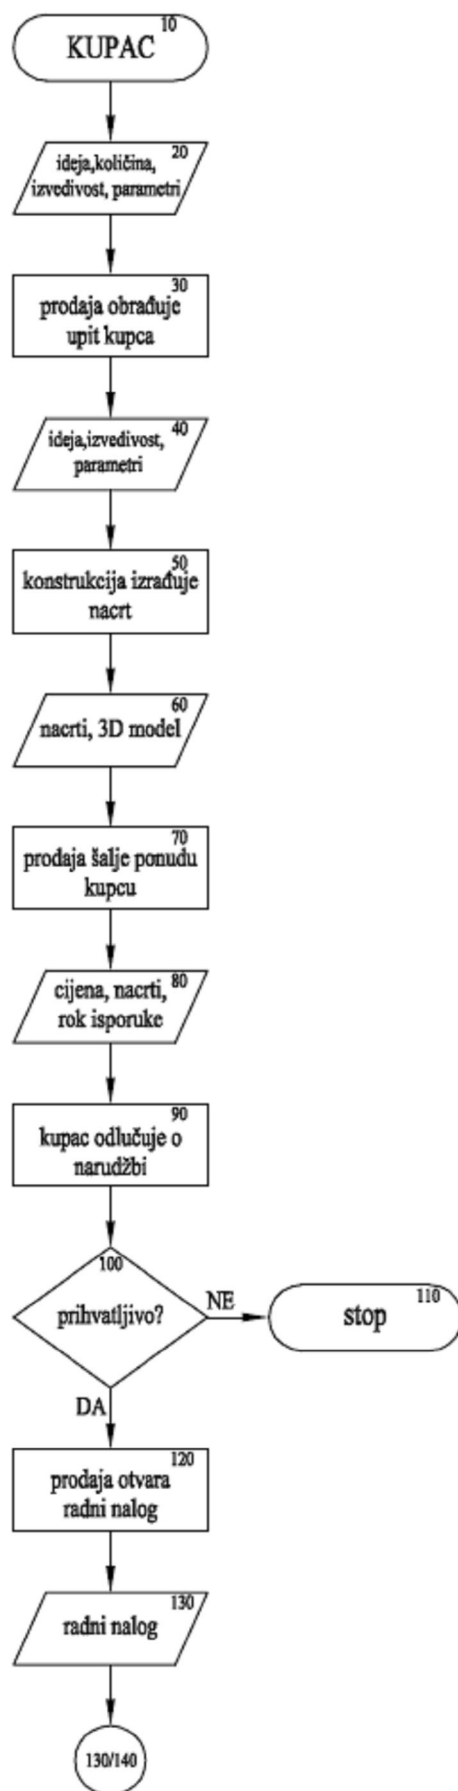 10
KUPAC
20
ideja,količina,
izvedivost, parametri
30
prodaja obrađuje
upit kupca
40
ideja,izvedivost,
parametri
50
konstrukcija izrađuje
nacrt
60
nacrti, 3D model
70
prodaja šalje ponudu
kupcu
80
cijena, nacrti,
rok isporuke
90
kupac odlučuje o
narudžbi
100
prihvatljivo?
NE
110
stop
DA
120
prodaja otvara
radni nalog
130
radni nalog
130/140